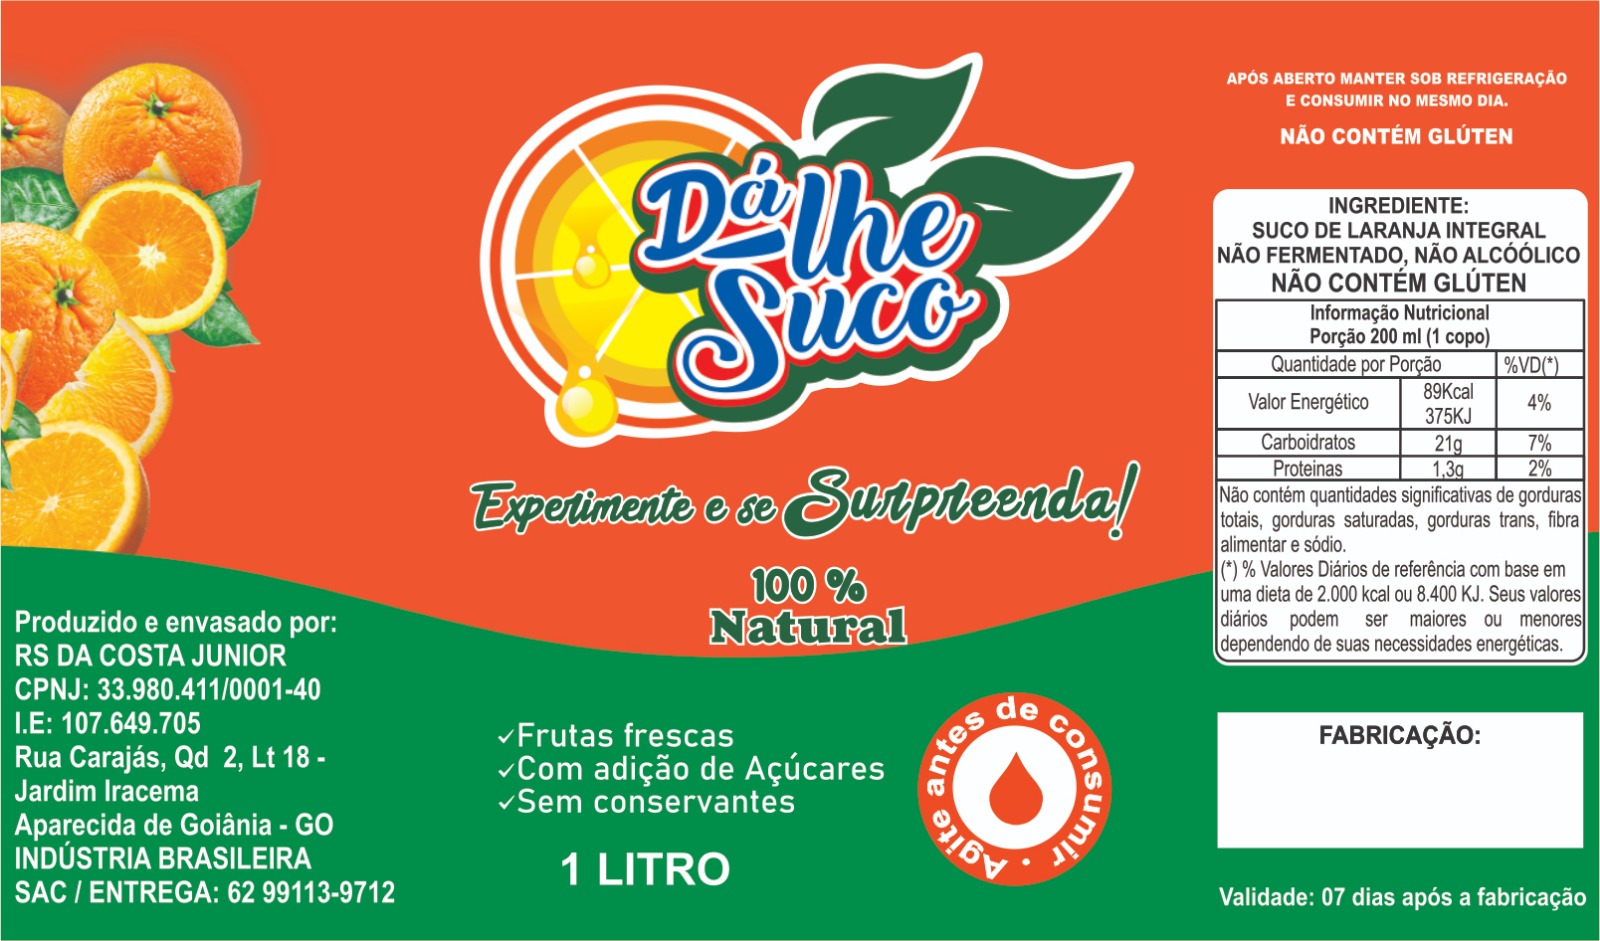 Dá-lhe
Suco
Experimente e se Surpreenda!
100 %
Natural
Produzido e envasado por:
RS DA COSTA JUNIOR
CPNJ: 33.980.411/0001-40
I.E: 107.649.705
Rua Carajás, Qd 2, Lt 18 -
Jardim Iracema
Aparecida de Goiânia - GO
INDÚSTRIA BRASILEIRA
SAC / ENTREGA: 62 99113-9712
✓Frutas frescas
✓Com adição de Açúcares
✓Sem conservantes
1 LITRO
Agite antes de consumir .
APÓS ABERTO MANTER SOB REFRIGERAÇÃO
E CONSUMIR NO MESMO DIA.
NÃO CONTÉM GLÚTEN
INGREDIENTE:
SUCO DE LARANJA INTEGRAL
NÃO FERMENTADO, NÃO ALCÓÓLICO
NÃO CONTÉM GLÚTEN
Informação Nutricional
Porção 200 ml (1 copo)
Quantidade por Porção %VD(*)
Valor Energético 89Kcal 375KJ 4%
Carboidratos 21g 7%
Proteinas 1,3g 2%
Não contém quantidades significativas de gorduras
totais, gorduras saturadas, gorduras trans, fibra
alimentar e sódio.
(*) % Valores Diários de referência com base em
uma dieta de 2.000 kcal ou 8.400 KJ. Seus valores
diários podem ser maiores ou menores
dependendo de suas necessidades energéticas.
FABRICAÇÃO:
Validade: 07 dias após a fabricação